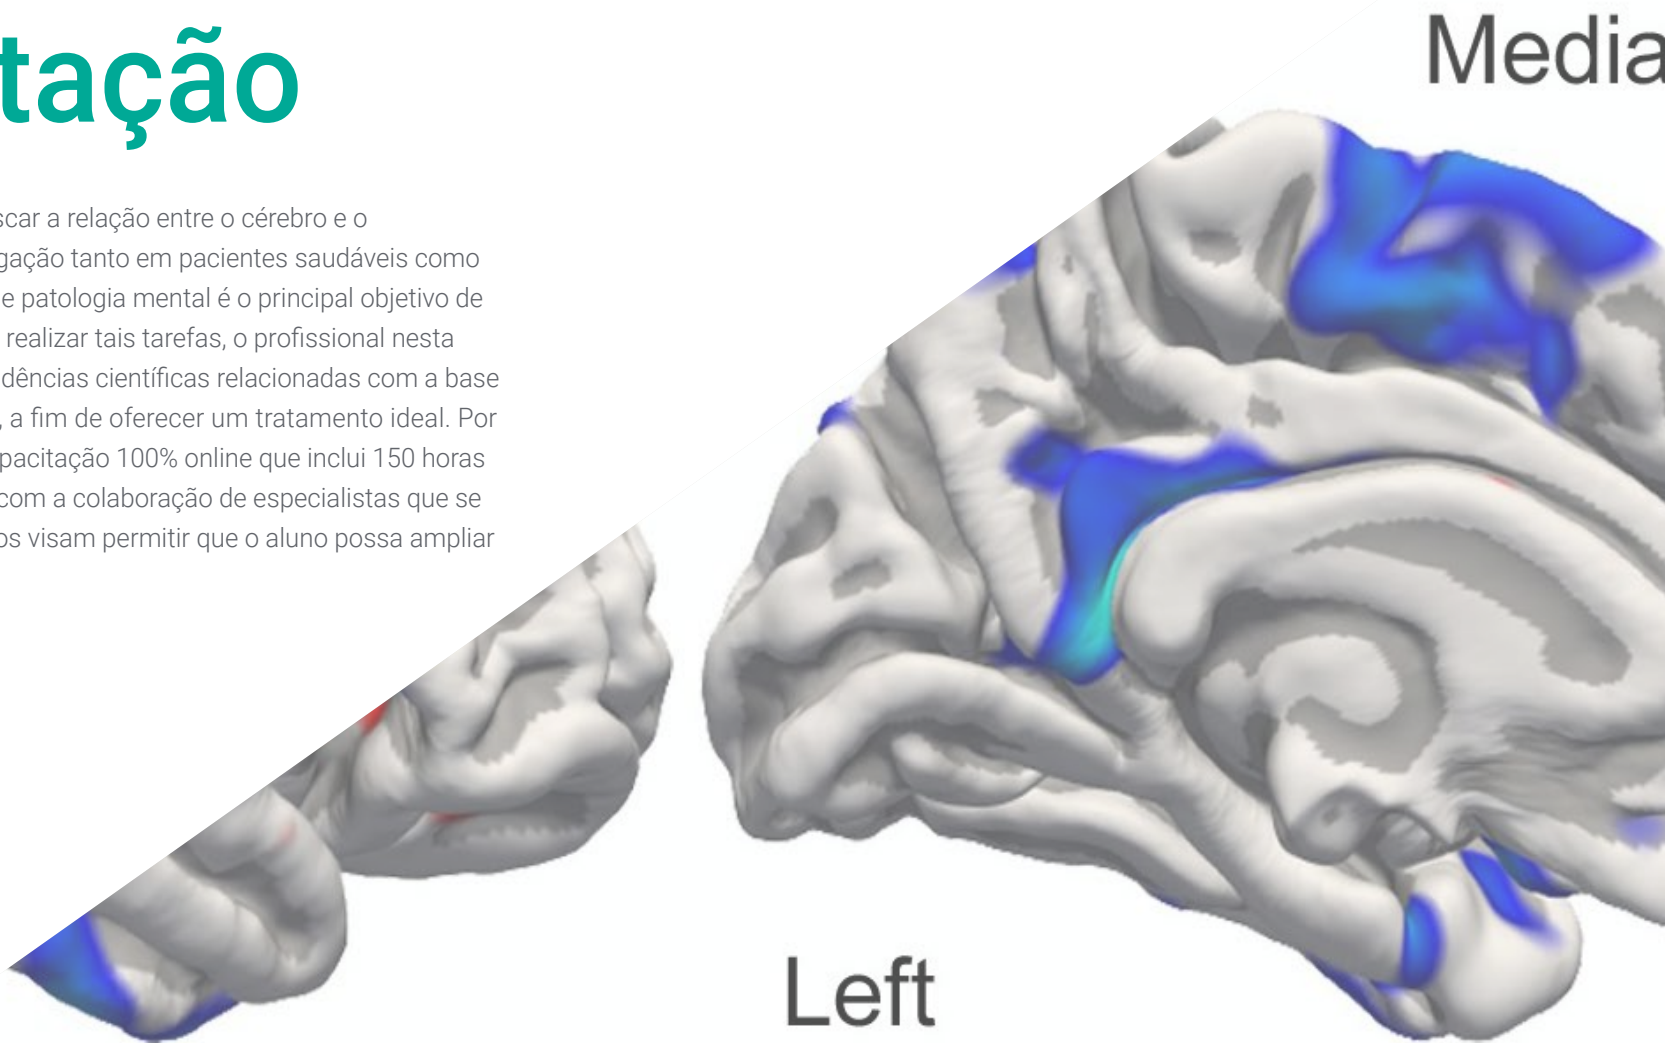 tação
scar a relação entre o cérebro e o
gação tanto em pacientes saudáveis como
e patologia mental é o principal objetivo de
realizar tais tarefas, o profissional nesta
dências científicas relacionadas com a base
, a fim de oferecer um tratamento ideal. Por
pacitação 100% online que inclui 150 horas
com a colaboração de especialistas que se
os visam permitir que o aluno possa ampliar
Media
Left